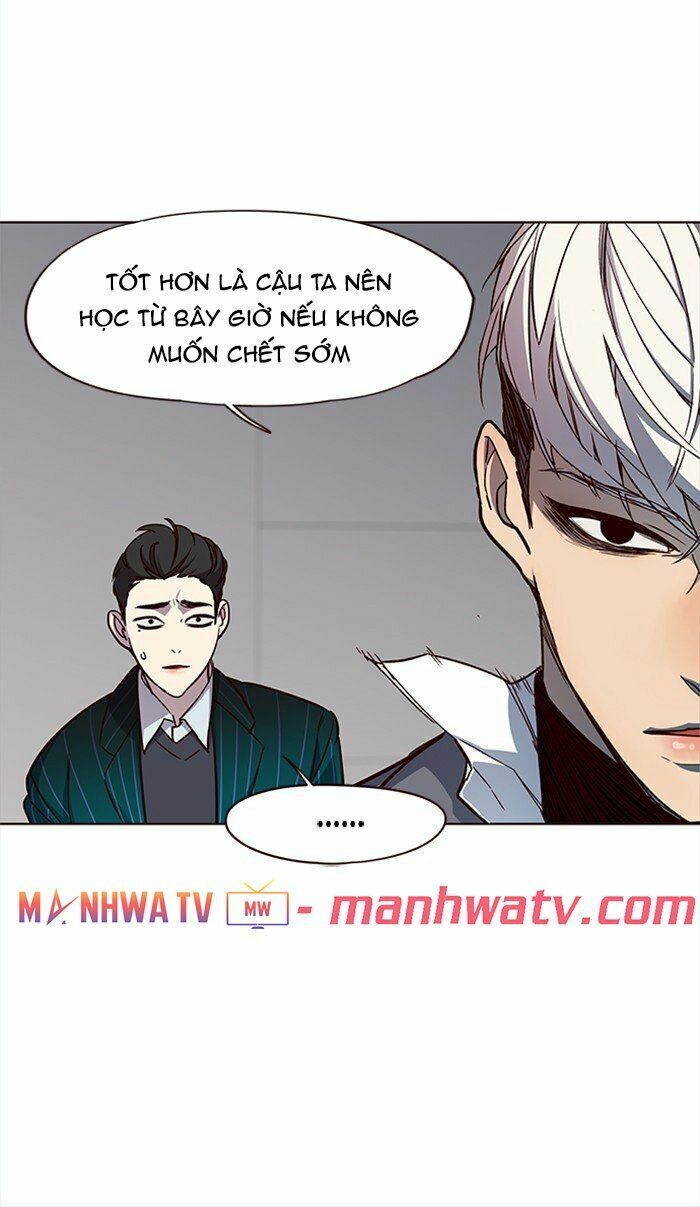 TỐT HƠN LÀ CẬU TA NÊN
HỌC TỪ BÂY GIỜ NẾU KHÔNG
MUỐN CHẾT SỚM
......
MANHWA TV MW - manhwatv.com